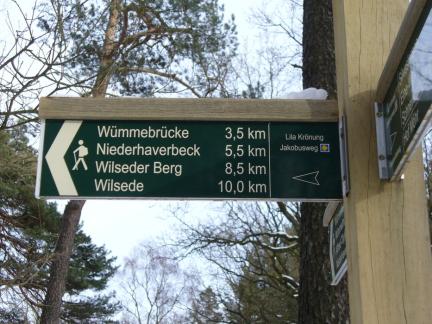 Wümmebrücke 3,5 km
Niederhaverbeck 5,5 km
Wilseder Berg 8,5 km
Wilsede 10,0 km
Lila Krönung
Jakobusweg